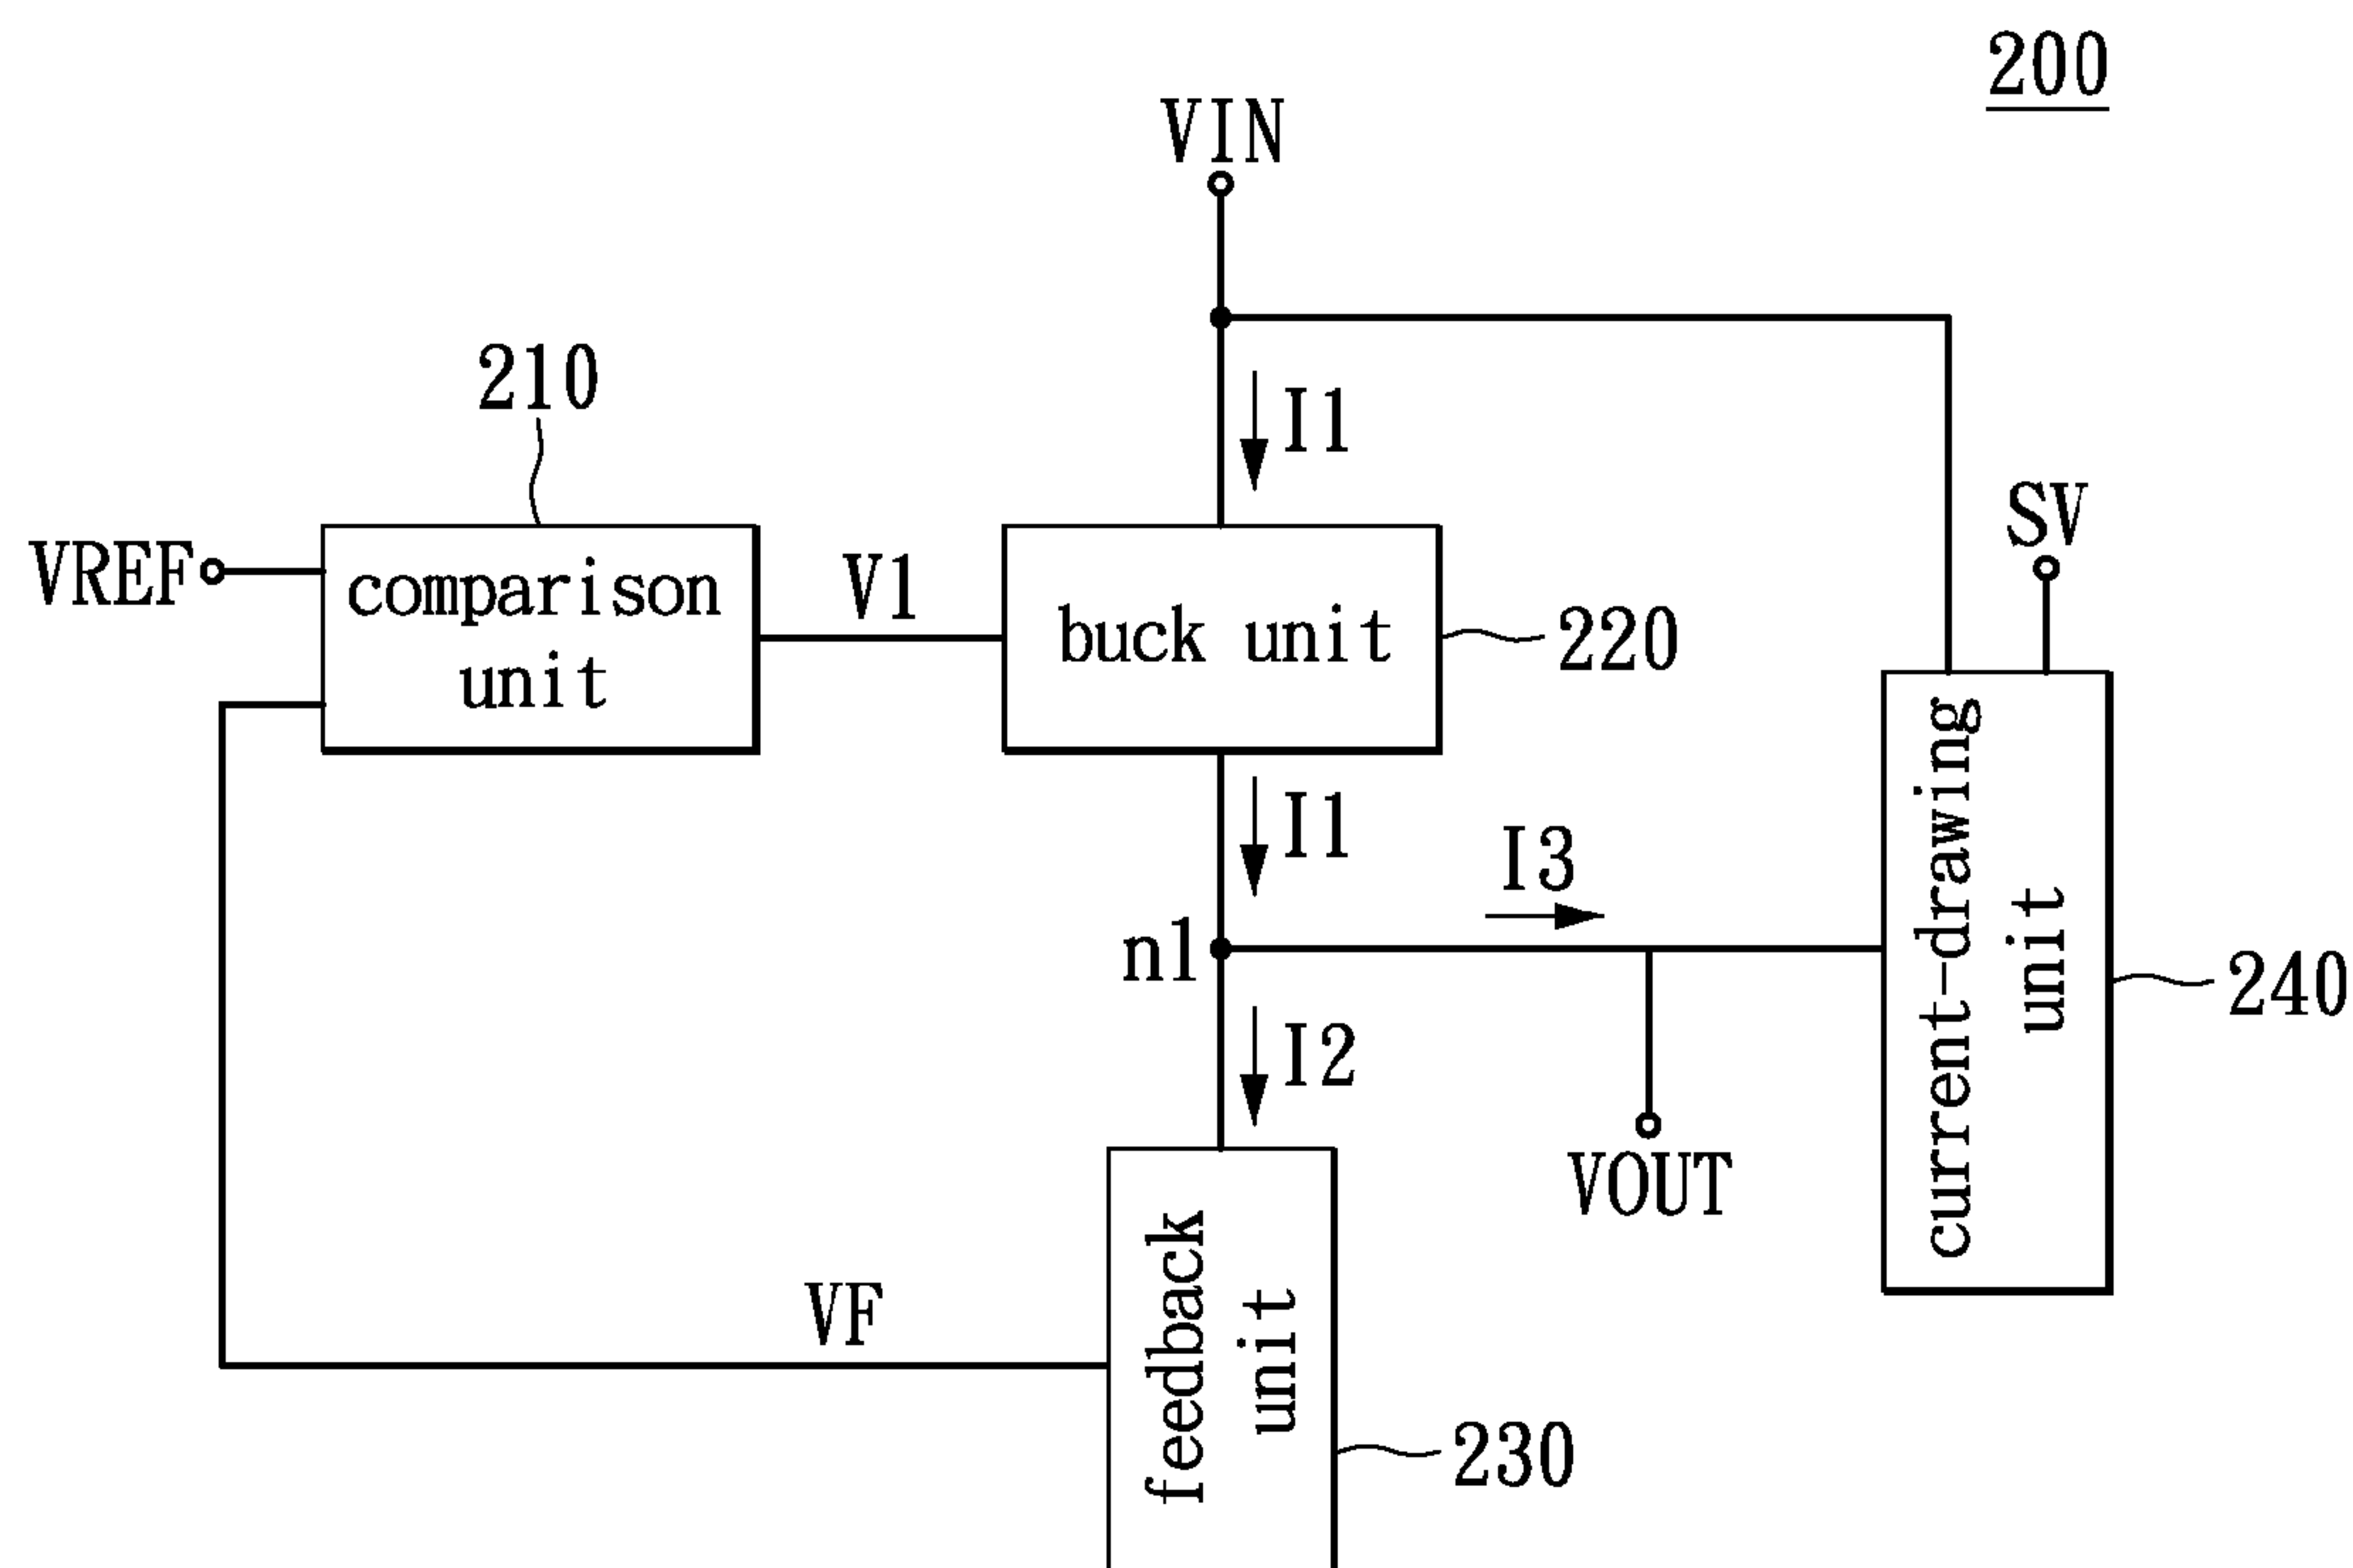 200
VIN
I1
210
VREF
comparison
unit
V1
buck unit
220
SV
I1
I3
n1
I2
VOUT
current-drawing
unit
240
VF
feedback
unit
230